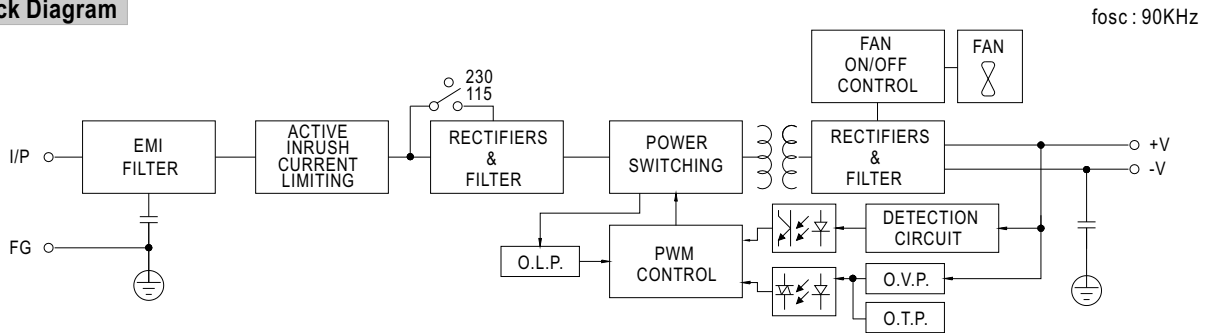 ck Diagram
fosc : 90KHz
FAN
ON/OFF
CONTROL
FAN
230
115
I/P
EMI
FILTER
ACTIVE
INRUSH
CURRENT
LIMITING
RECTIFIERS
&
FILTER
POWER
SWITCHING
RECTIFIERS
&
FILTER
+V
-V
FG
O.L.P.
PWM
CONTROL
DETECTION
CIRCUIT
O.V.P.
O.T.P.